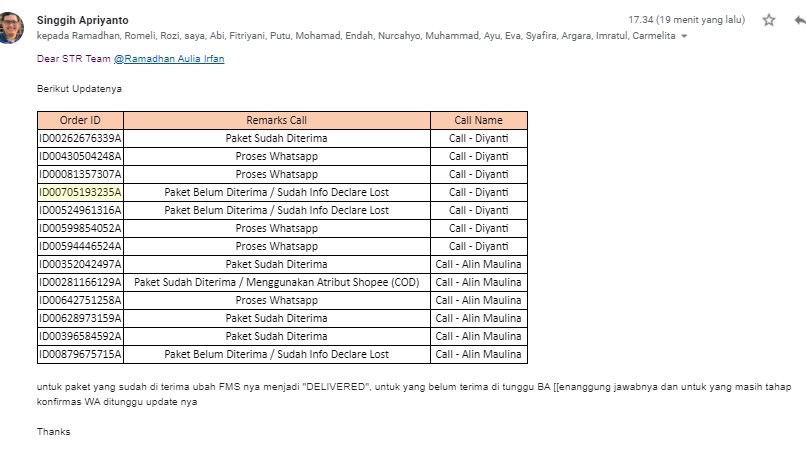 Singgih Apriyanto 17.34 (19 menit yang lalu)
kepada Ramadhan, Romeli, Rozi, saya, Abi, Fitriyani, Putu, Mohamad, Endah, Nurcahyo, Muhammad, Ayu, Eva, Syafira, Argara, Imratul, Carmelita
Dear STR Team @Ramadhan Aulia Irfan
Berikut Updatenya
Order ID Remarks Call Call Name
ID00262676339A Paket Sudah Diterima Call - Diyanti
ID00430504248A Proses Whatsapp Call - Diyanti
ID00081357307A Proses Whatsapp Call - Diyanti
ID00705193235A Paket Belum Diterima / Sudah Info Declare Lost Call - Diyanti
ID00524961316A Paket Belum Diterima / Sudah Info Declare Lost Call - Diyanti
ID00599854052A Proses Whatsapp Call - Diyanti
ID00594446524A Proses Whatsapp Call - Diyanti
ID00352042497A Paket Sudah Diterima Call - Alin Maulina
ID00281166129A Paket Sudah Diterima / Menggunakan Atribut Shopee (COD) Call - Alin Maulina
ID00642751258A Proses Whatsapp Call - Alin Maulina
ID00628973159A Paket Sudah Diterima Call - Alin Maulina
ID00396584592A Paket Sudah Diterima Call - Alin Maulina
ID00879675715A Paket Belum Diterima / Sudah Info Declare Lost Call - Alin Maulina
untuk paket yang sudah di terima ubah FMS nya menjadi "DELIVERED", untuk yang belum terima di tunggu BA [[enanggung jawabnya dan untuk yang masih tahap
konfirmas WA ditunggu update nya
Thanks